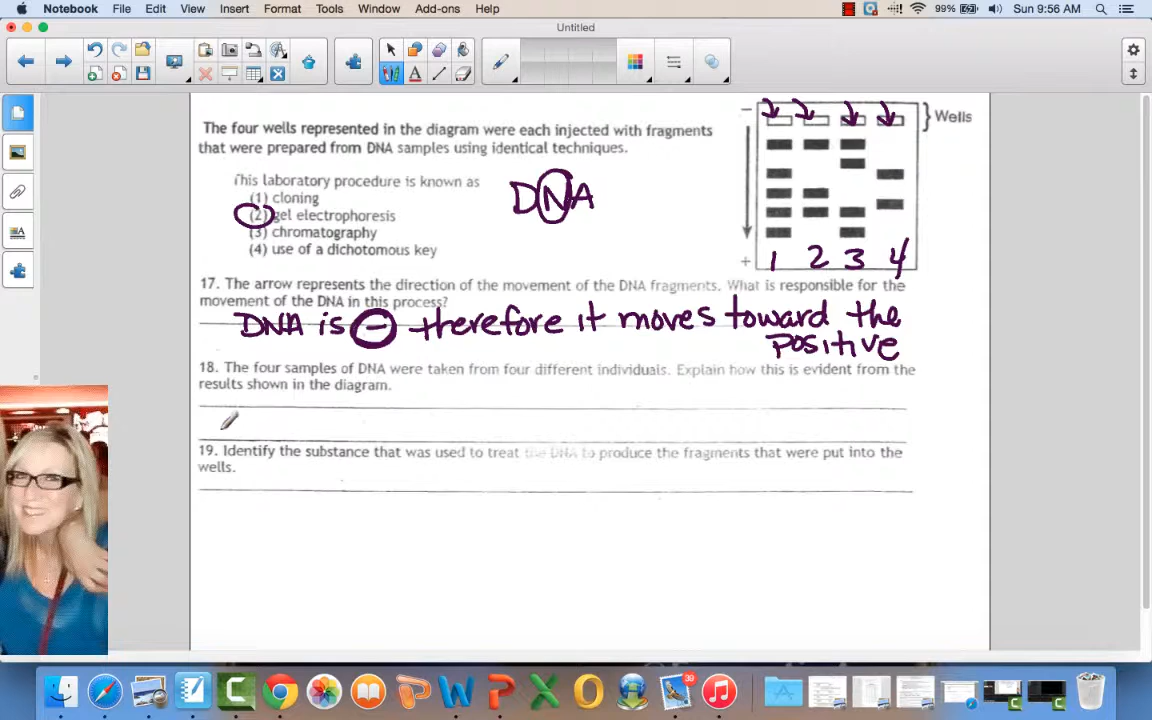 Notebook File Edit View Insert Format Tools Window Add-ons Help 99% Sun 9:56 AM
Untitled
The four wells represented in the diagram were each injected with fragments
that were prepared from DNA samples using identical techniques.
This laboratory procedure is known as
(1) cloning
(2) gel electrophoresis
(3) chromatography
(4) use of a dichotomous key
DNA
−
Wells
+
1 2 3 4
17. The arrow represents the direction of the movement of the DNA fragments. What is responsible for the
movement of the DNA in this process?
DNA is − therefore it moves toward the
positive
18. The four samples of DNA were taken from four different individuals. Explain how this is evident from the
results shown in the diagram.
19. Identify the substance that was used to treat the DNA to produce the fragments that were put into the
wells.
39